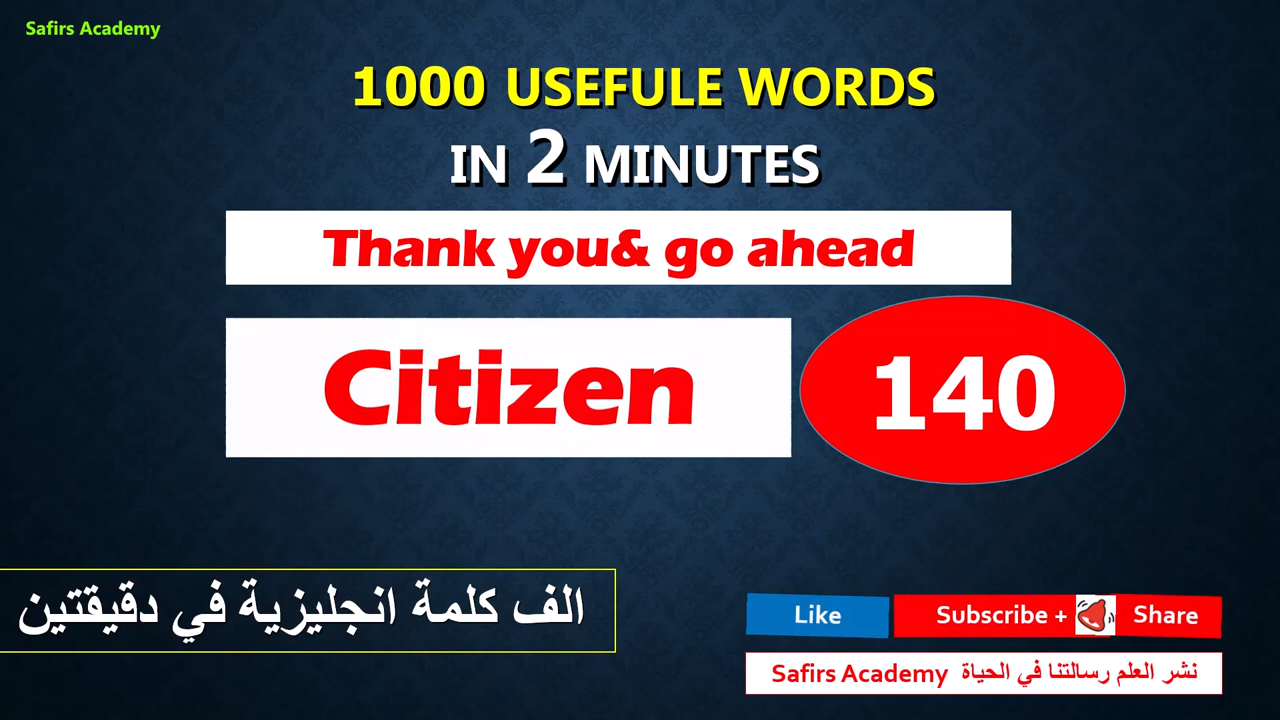 Safirs Academy
1000 USEFULE WORDS
IN 2 MINUTES
Thank you& go ahead
Citizen
140
الف كلمة انجليزية في دقيقتين
Like
Subscribe +
Share
Safirs Academy نشر العلم رسالتنا في الحياة